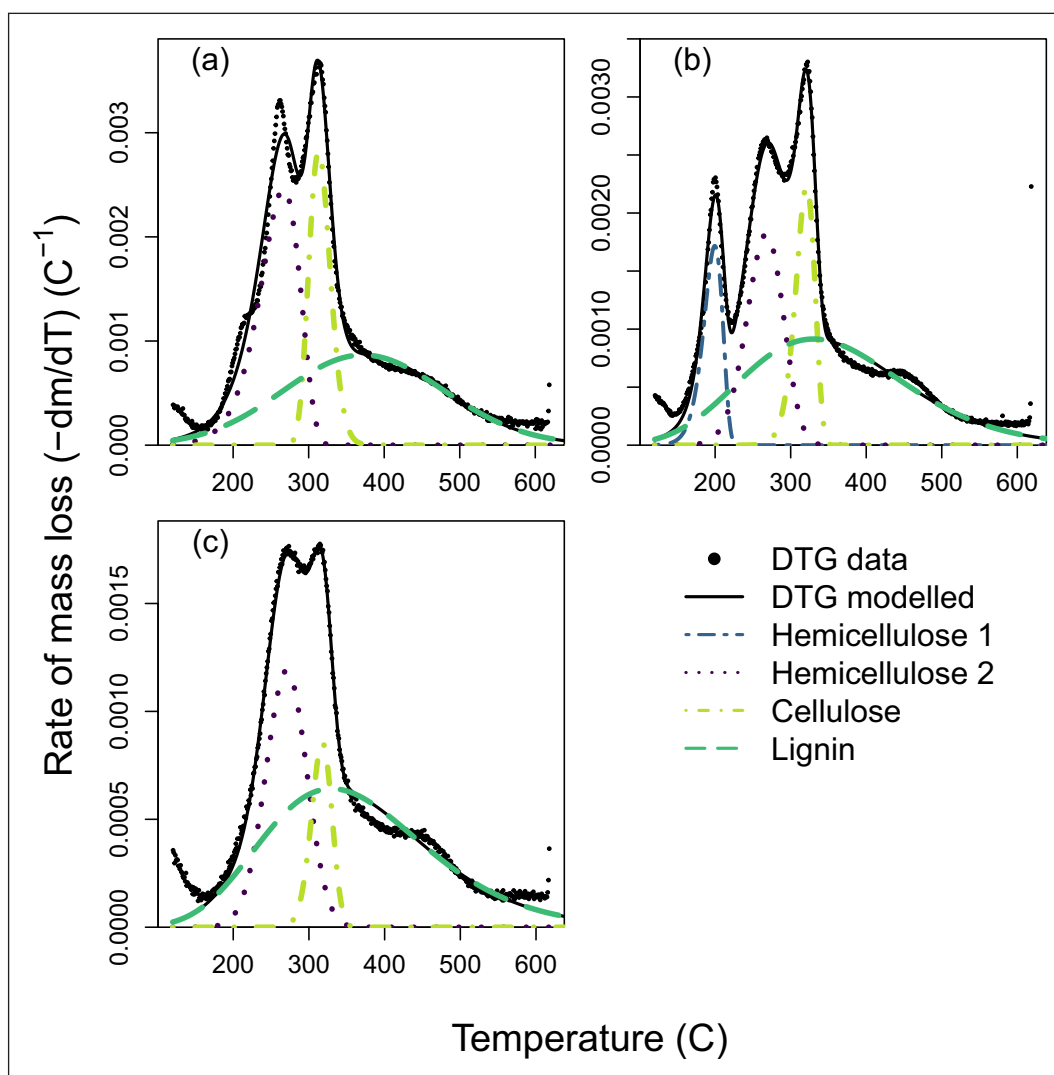 (a)
0.000 0.001 0.002 0.003
200 300 400 500 600
(b)
0.0000 0.0010 0.0020 0.0030
200 300 400 500 600
(c)
0.0000 0.0005 0.0010 0.0015
200 300 400 500 600
DTG data
DTG modelled
Hemicellulose 1
Hemicellulose 2
Cellulose
Lignin
Rate of mass loss (−dm/dT) (C⁻¹)
Temperature (C)